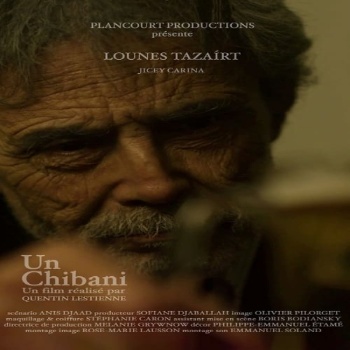 PLANCOURT PRODUCTIONS
présente
LOUNES TAZAÏRT
JICEY CARINA
Un
Chibani
Un film réalisé par
QUENTIN LESTIENNE
scénario ANIS DJAAD producteur SOFIANE DJABALLAH image OLIVIER PILORGET
maquillage & coiffure STÉPHANIE CARON assistant mise en scène BORIS BODIANSKY
directrice de production MELANIE GRYWNOW décor PHILIPPE-EMMANUEL ÉTAMÉ
montage image ROSE-MARIE LAUSSON montage son EMMANUEL SOLAND